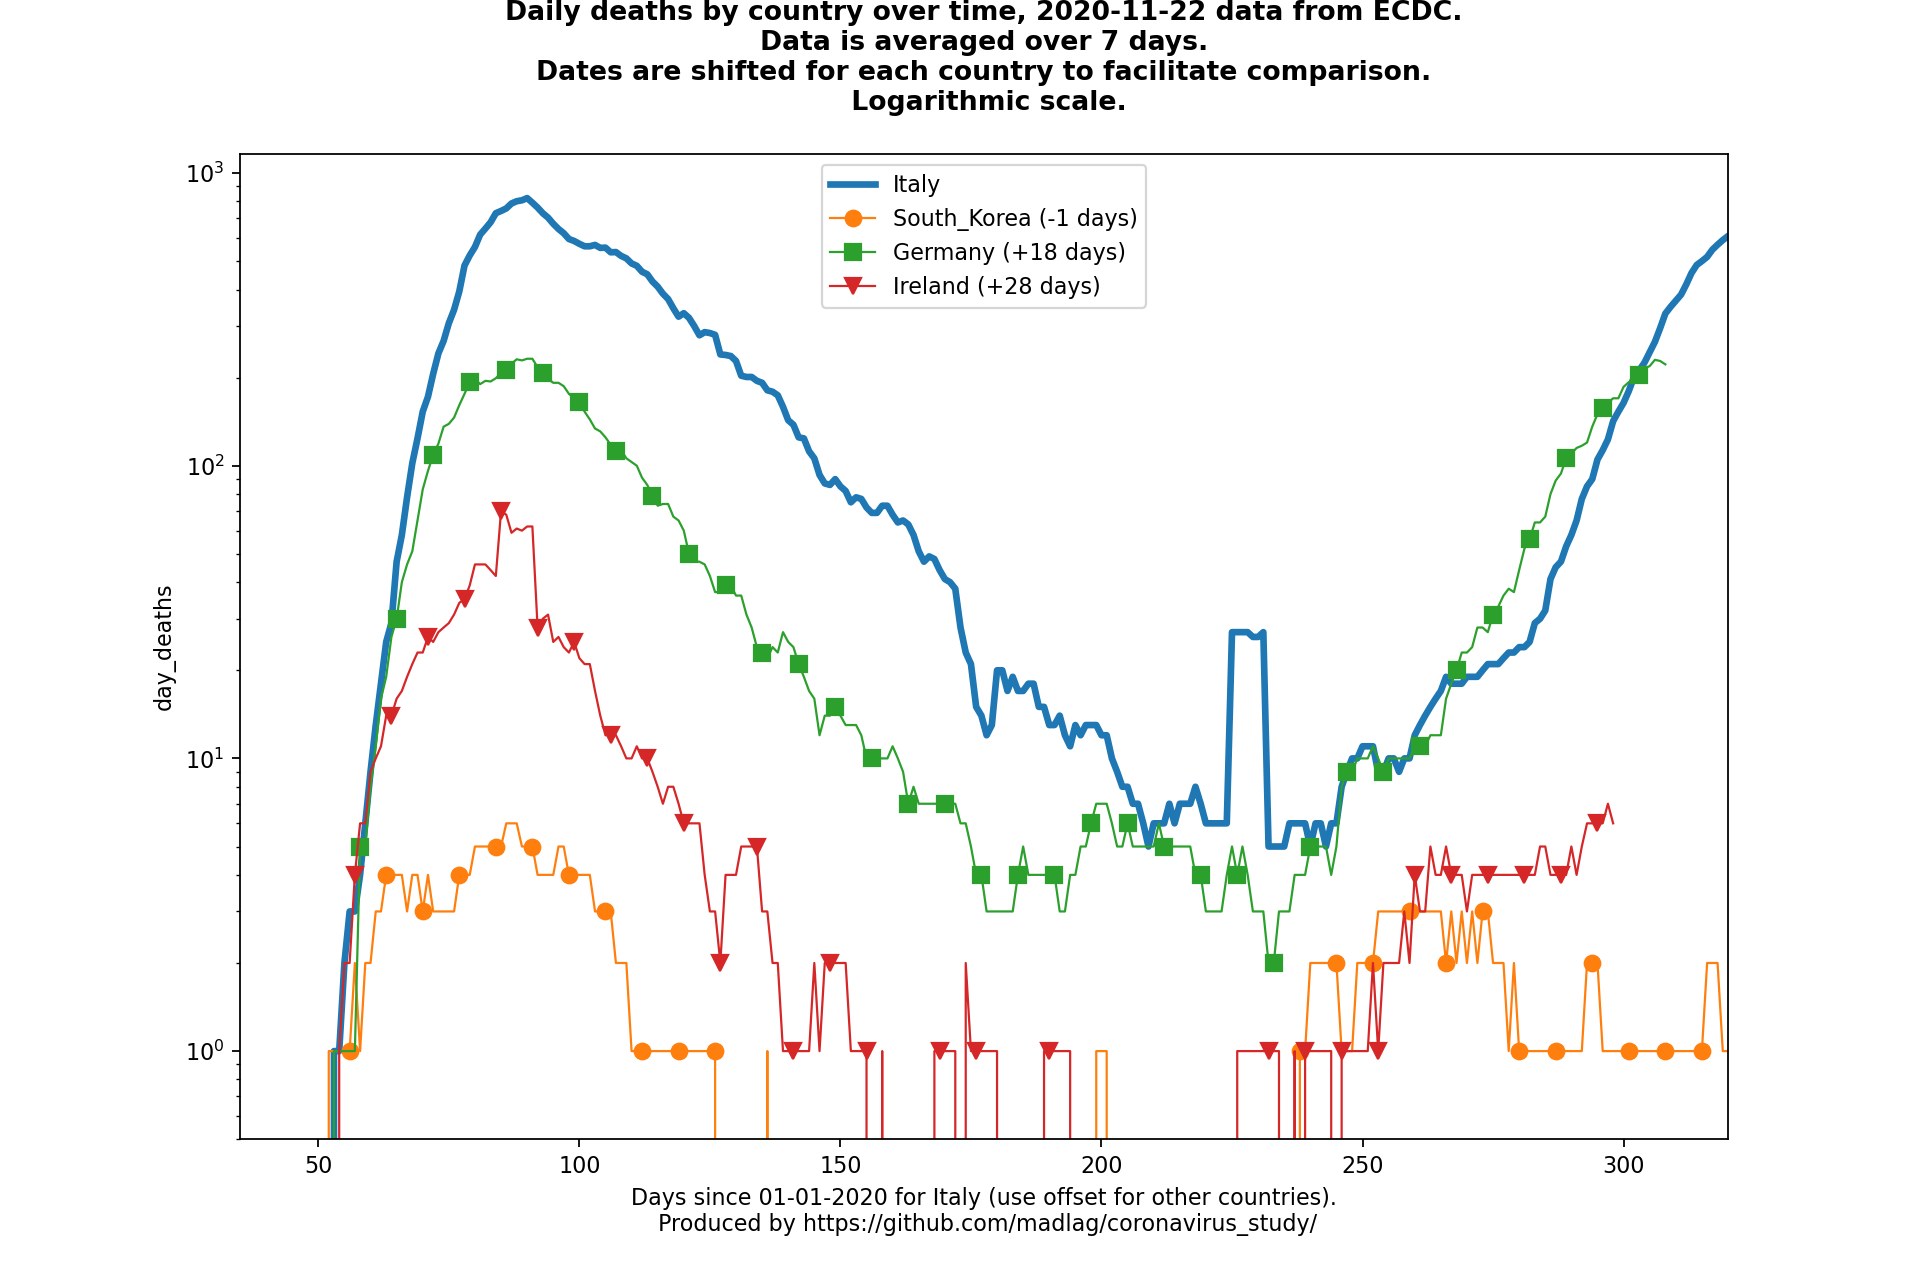 Daily deaths by country over time, 2020-11-22 data from ECDC.
Data is averaged over 7 days.
Dates are shifted for each country to facilitate comparison.
Logarithmic scale.
10³
10²
10¹
10⁰
day_deaths
Italy
South_Korea (-1 days)
Germany (+18 days)
Ireland (+28 days)
50 100 150 200 250 300
Days since 01-01-2020 for Italy (use offset for other countries).
Produced by https://github.com/madlag/coronavirus_study/